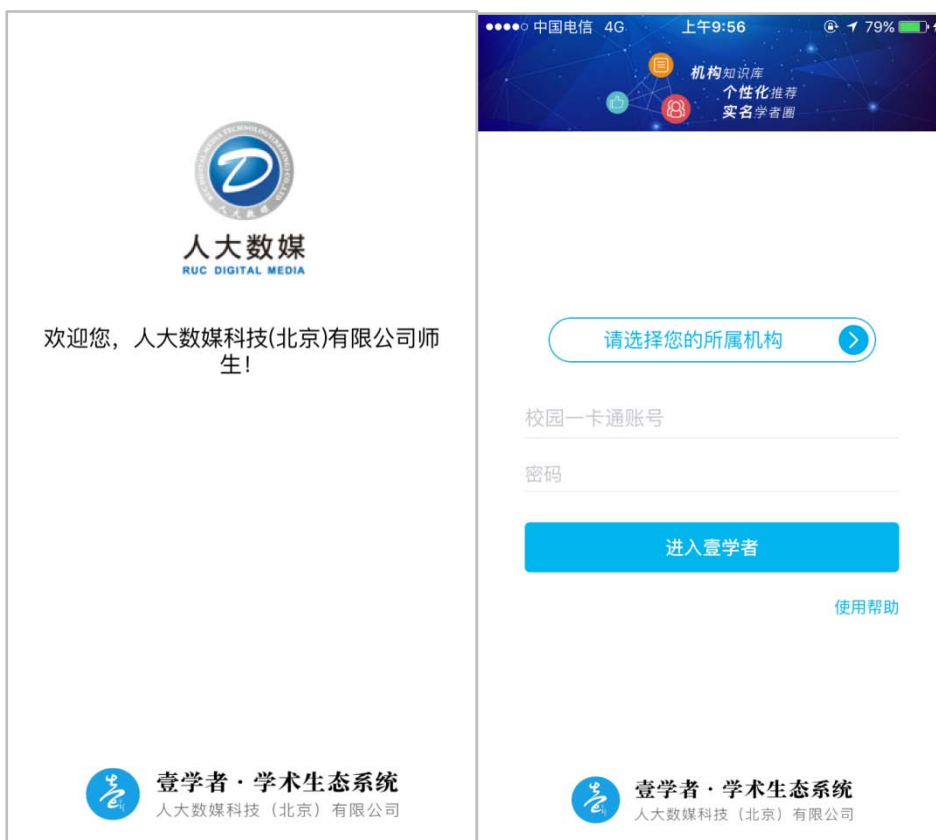 人大数媒
RUC DIGITAL MEDIA
欢迎您，人大数媒科技(北京)有限公司师
生！
壹学者·学术生态系统
人大数媒科技（北京）有限公司
中国电信 4G 上午9:56 79%
机构知识库
个性化推荐
实名学者圈
请选择您的所属机构
校园一卡通账号
密码
进入壹学者
使用帮助
壹学者·学术生态系统
人大数媒科技（北京）有限公司